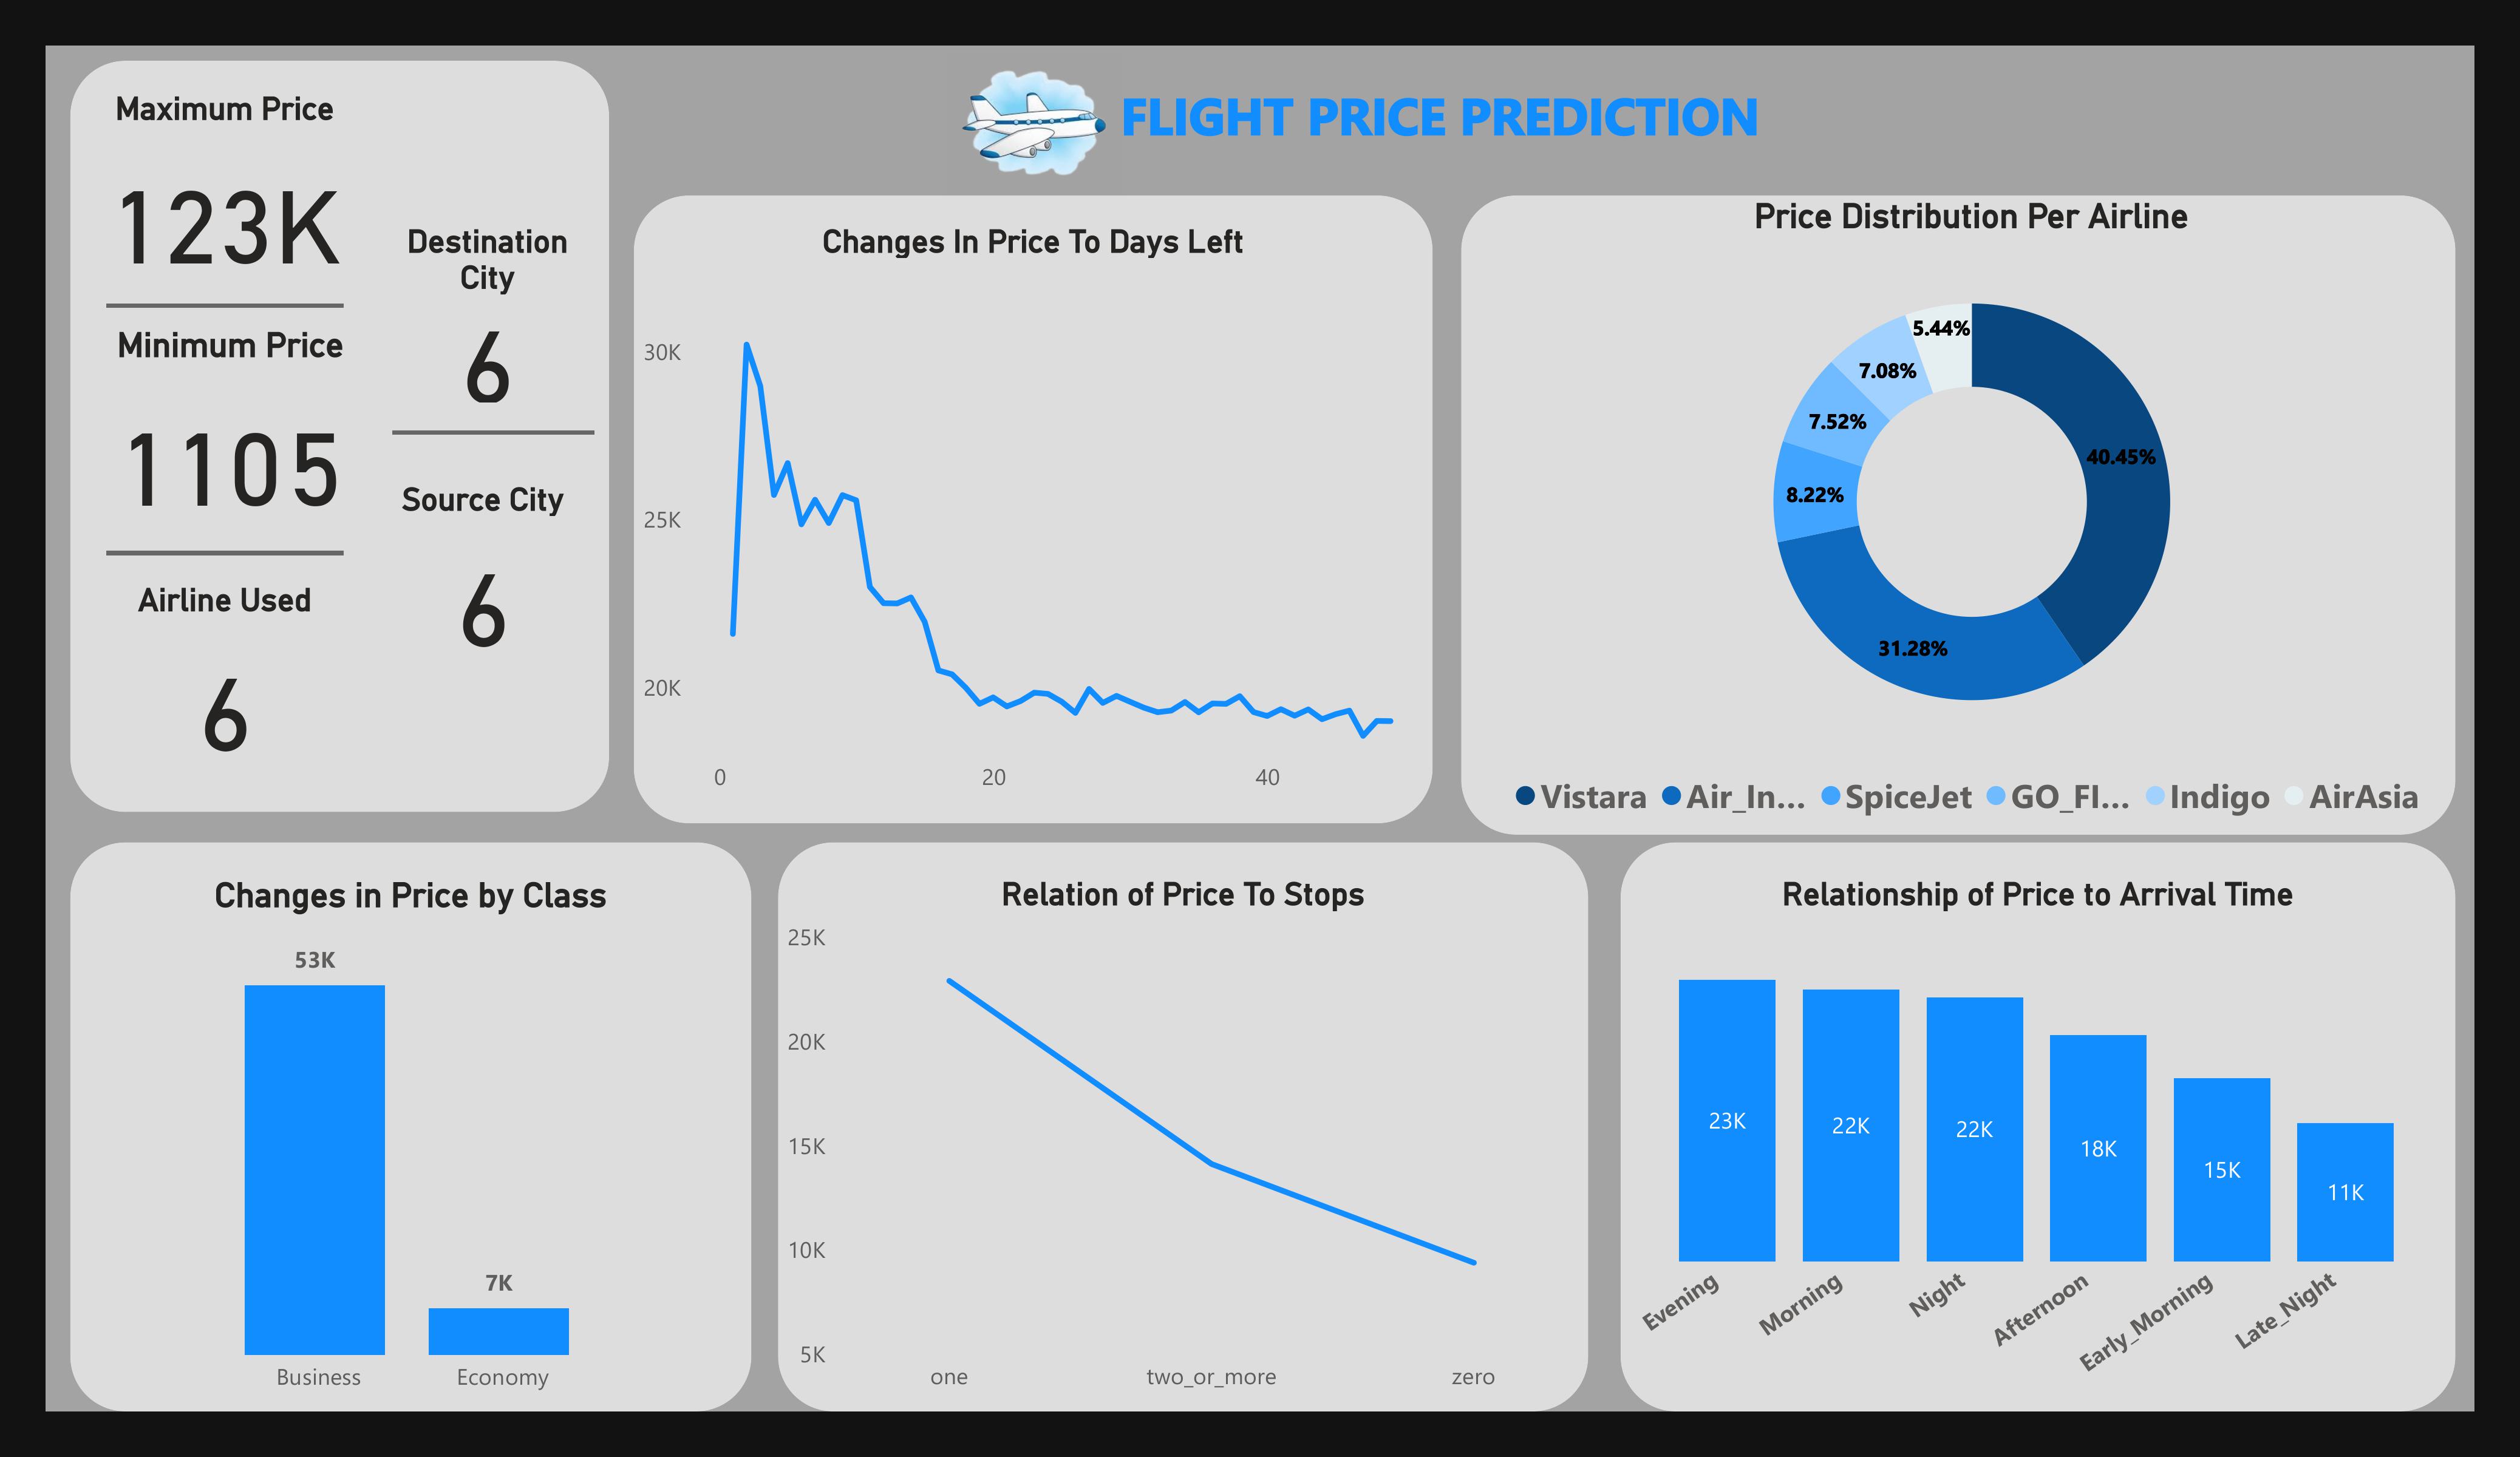 FLIGHT PRICE PREDICTION
Maximum Price
123K
Minimum Price
1105
Airline Used
6
Destination
City
6
Source City
6
Changes In Price To Days Left
30K
25K
20K
0 20 40
Price Distribution Per Airline
5.44%
7.08%
7.52%
8.22%
40.45%
31.28%
Vistara Air_In... SpiceJet GO_FI... Indigo AirAsia
Changes in Price by Class
53K
7K
Business Economy
Relation of Price To Stops
25K
20K
15K
10K
5K
one two_or_more zero
Relationship of Price to Arrival Time
23K 22K 22K 18K 15K 11K
Evening Morning Night Afternoon Early_Morning Late_Night